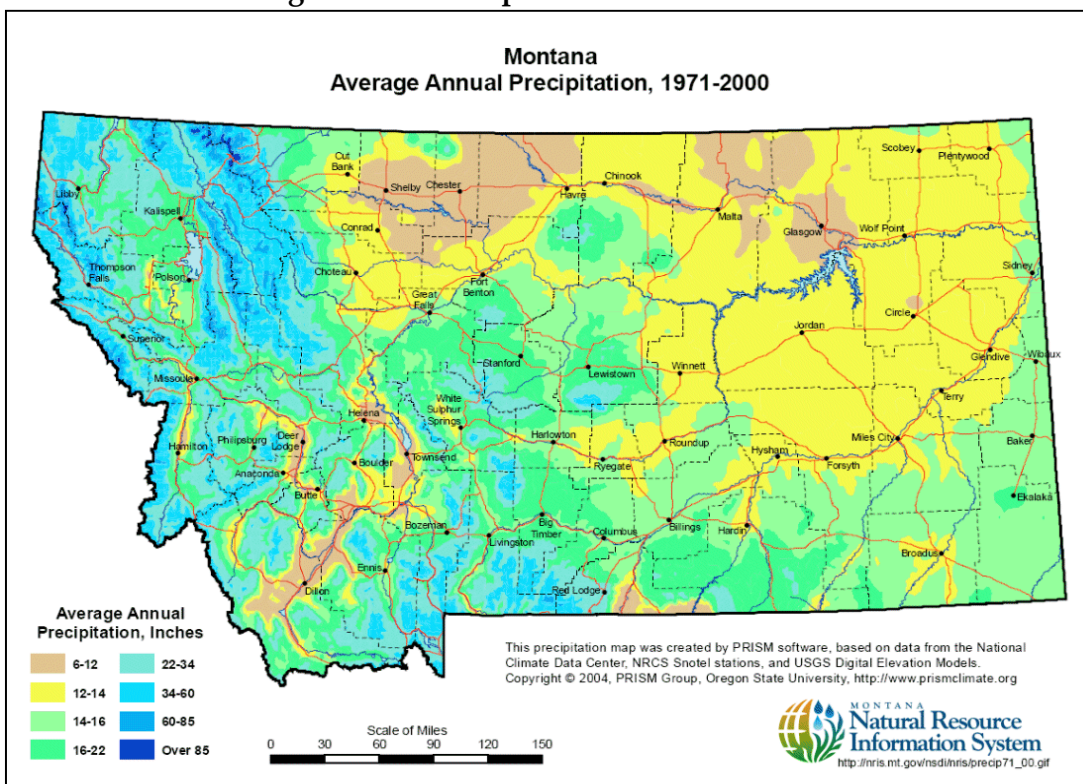 Montana
Average Annual Precipitation, 1971-2000
Scobey
Plentywood
Cut
Bank
Shelby
Chester
Chinook
Havre
Libby
Kalispell
Malta
Glasgow
Wolf Point
Conrad
Choteau
Sidney
Thompson
Falls
Polson
Fort
Benton
Great
Falls
Circle
Jordan
Superior
Stanford
Lewistown
Winnett
Glendive
Wibaux
Missoula
Terry
White
Sulphur
Springs
Helena
Hamilton
Philipsburg
Deer
Lodge
Townsend
Harlowton
Roundup
Miles City
Baker
Boulder
Ryegate
Hysham
Forsyth
Anaconda
Butte
Ekalaka
Bozeman
Big
Timber
Columbus
Billings
Hardin
Livingston
Broadus
Ennis
Dillon
Red Lodge
Average Annual
Precipitation, Inches
6-12
22-34
12-14
34-60
14-16
60-85
16-22
Over 85
This precipitation map was created by PRISM software, based on data from the National
Climate Data Center, NRCS Snotel stations, and USGS Digital Elevation Models.
Copyright © 2004, PRISM Group, Oregon State University, http://www.prismclimate.org
Scale of Miles
0 30 60 90 120 150
MONTANA
Natural Resource
Information System
http://nris.mt.gov/nsdi/nris/precip71_00.gif